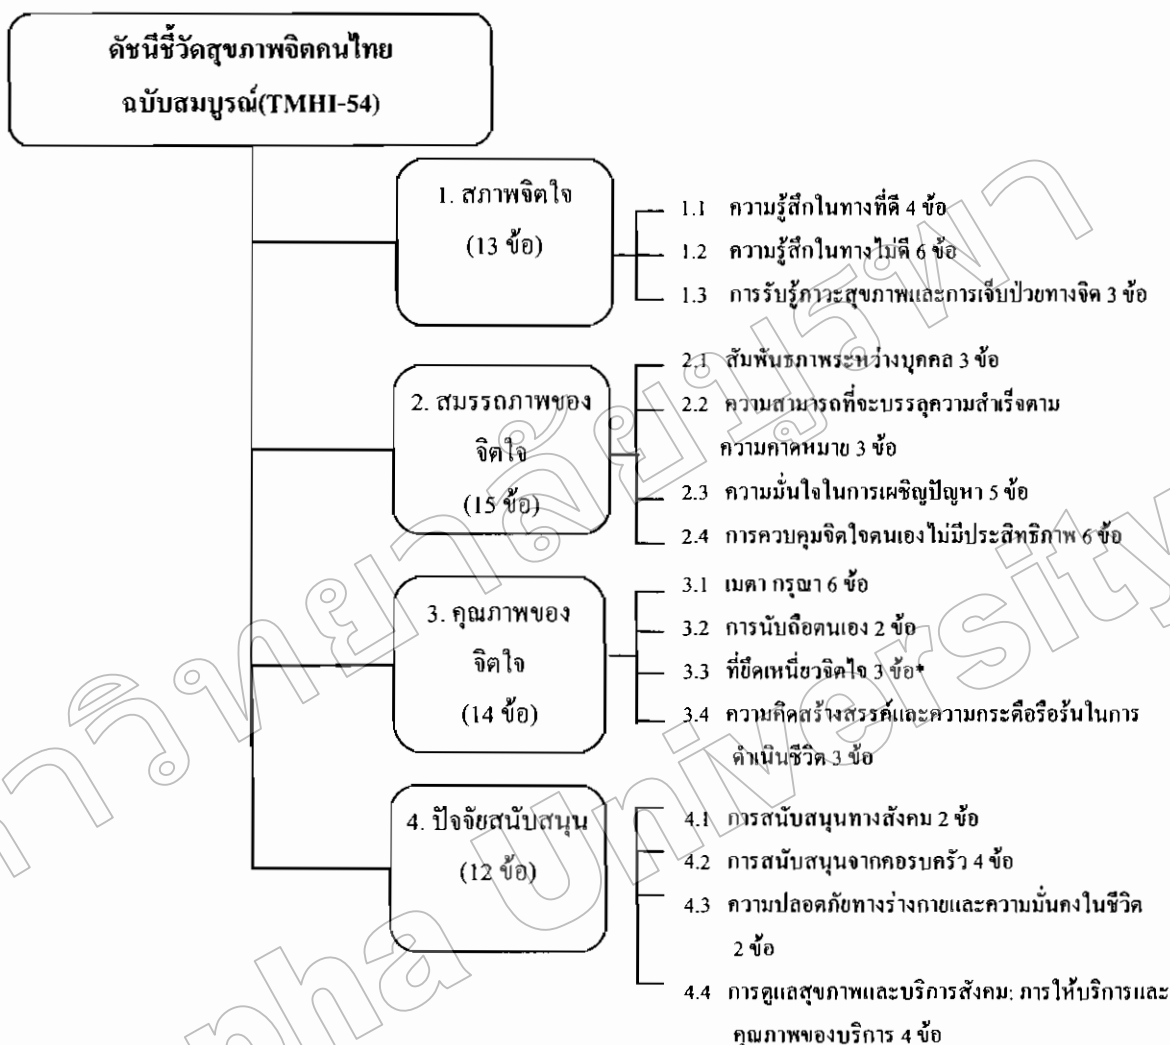 ดัชนีชี้วัดสุขภาพจิตคนไทย
ฉบับสมบูรณ์(TMHI-54)
1. สภาพจิตใจ
(13 ข้อ)
1.1 ความรู้สึกในทางที่ดี 4 ข้อ
1.2 ความรู้สึกในทางไม่ดี 6 ข้อ
1.3 การรับรู้ภาวะสุขภาพและการเจ็บป่วยทางจิต 3 ข้อ
2. สมรรถภาพของ
จิตใจ
(15 ข้อ)
2.1 สัมพันธภาพระหว่างบุคคล 3 ข้อ
2.2 ความสามารถที่จะบรรลุความสำเร็จตาม
ความคาดหมาย 3 ข้อ
2.3 ความมั่นใจในการเผชิญปัญหา 5 ข้อ
2.4 การควบคุมจิตใจตนเองไม่มีประสิทธิภาพ 6 ข้อ
3. คุณภาพของ
จิตใจ
(14 ข้อ)
3.1 เมตา กรุณา 6 ข้อ
3.2 การนับถือตนเอง 2 ข้อ
3.3 ที่ยึดเหนี่ยวจิตใจ 3 ข้อ*
3.4 ความคิดสร้างสรรค์และความกระตือรือร้นในการ
ดำเนินชีวิต 3 ข้อ
4. ปัจจัยสนับสนุน
(12 ข้อ)
4.1 การสนับสนุนทางสังคม 2 ข้อ
4.2 การสนับสนุนจากคอรบครัว 4 ข้อ
4.3 ความปลอดภัยทางร่างกายและความมั่นคงในชีวิต
2 ข้อ
4.4 การดูแลสุขภาพและบริการสังคม: การให้บริการและ
คุณภาพของบริการ 4 ข้อ
า วิทยาลัยบูรพา
pha University